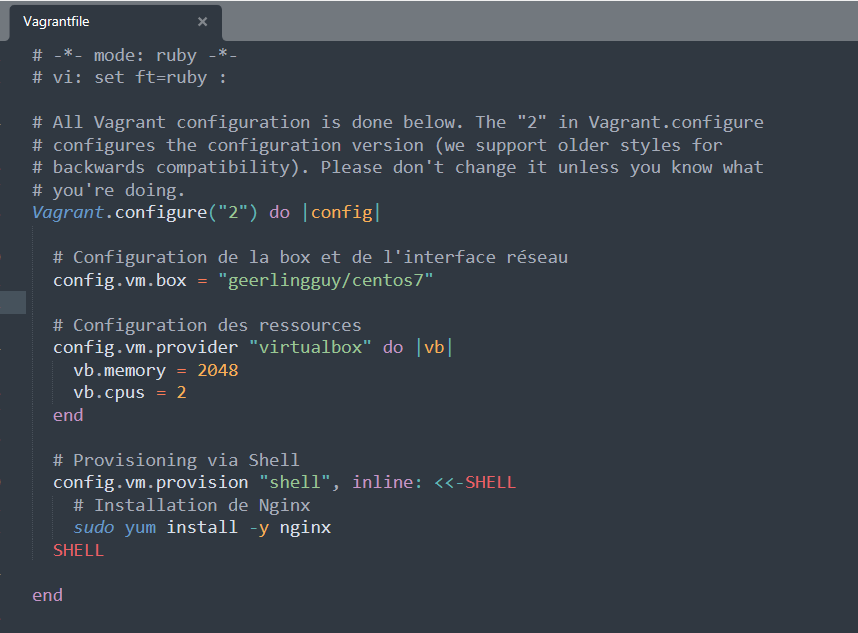 Vagrantfile ×
# -*- mode: ruby -*-
# vi: set ft=ruby :
# All Vagrant configuration is done below. The "2" in Vagrant.configure
# configures the configuration version (we support older styles for
# backwards compatibility). Please don't change it unless you know what
# you're doing.
Vagrant.configure("2") do |config|
# Configuration de la box et de l'interface réseau
config.vm.box = "geerlingguy/centos7"
# Configuration des ressources
config.vm.provider "virtualbox" do |vb|
vb.memory = 2048
vb.cpus = 2
end
# Provisioning via Shell
config.vm.provision "shell", inline: <<-SHELL
# Installation de Nginx
sudo yum install -y nginx
SHELL
end